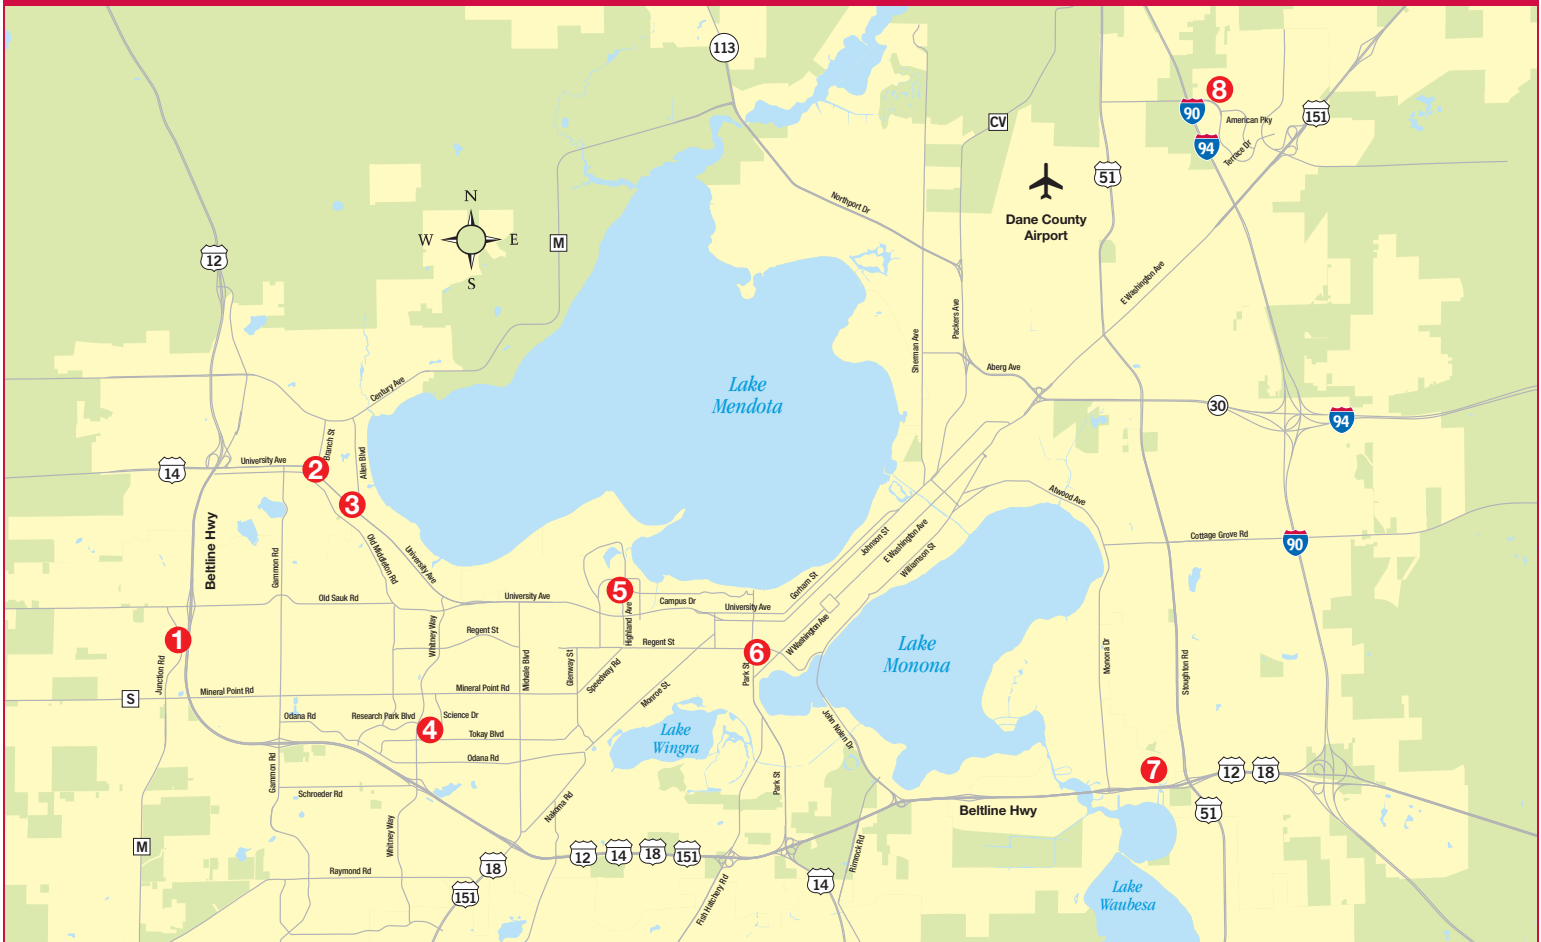 113
8
90
American Pky
151
94
Terrace Dr
CV
51
Dane County
Airport
N
W
E
S
M
12
Northport Dr
E Washington Ave
Packers Ave
Sherman Ave
Aberg Ave
Century Ave
Lake
Mendota
30
94
14
University Ave
2
Branch St
Allen Blvd
3
Beltline Hwy
Gammon Rd
Old Middleton Rd
University Ave
Atwood Ave
Johnson St
E Washington Ave
Williamson St
Cottage Grove Rd
90
Old Sauk Rd
University Ave
5
Campus Dr
University Ave
Gorham St
Highland Ave
1
Whitney Way
Regent St
Regent St
6
W Washington Ave
Lake
Monona
Monona Dr
Stoughton Rd
Junction Rd
Midvale Blvd
Glenway St
Speedway Rd
Monroe St
Park St
S
Mineral Point Rd
Mineral Point Rd
Odana Rd
Research Park Blvd
Science Dr
4
Tokay Blvd
Odana Rd
Lake
Wingra
John Nolen Dr
Gammon Rd
Schroeder Rd
Park St
7
12
18
51
Beltline Hwy
Nakoma Rd
Whitney Way
M
12
14
18
151
Rimrock Rd
Raymond Rd
18
151
14
Fish Hatchery Rd
Lake
Waubesa